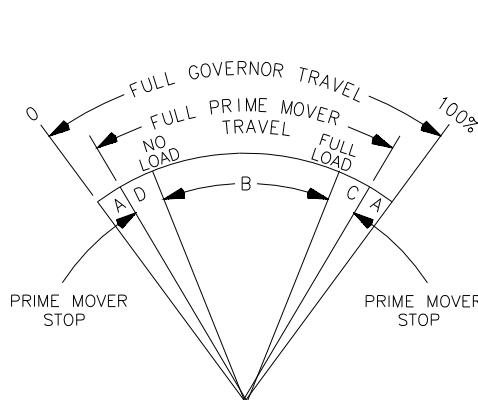 FULL GOVERNOR TRAVEL
0
100%
FULL PRIME MOVER
TRAVEL
NO
LOAD
FULL
LOAD
A
D
B
C
A
PRIME MOVER
STOP
PRIME MOVER
STOP